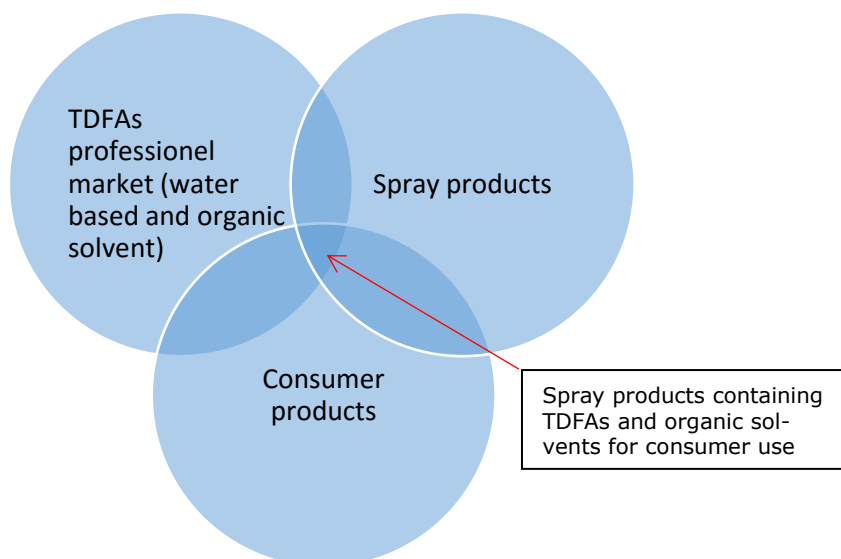 TDFAs
professionel
market (water
based and organic
solvent)
Spray products
Consumer
products
Spray products containing
TDFAs and organic sol-
vents for consumer use